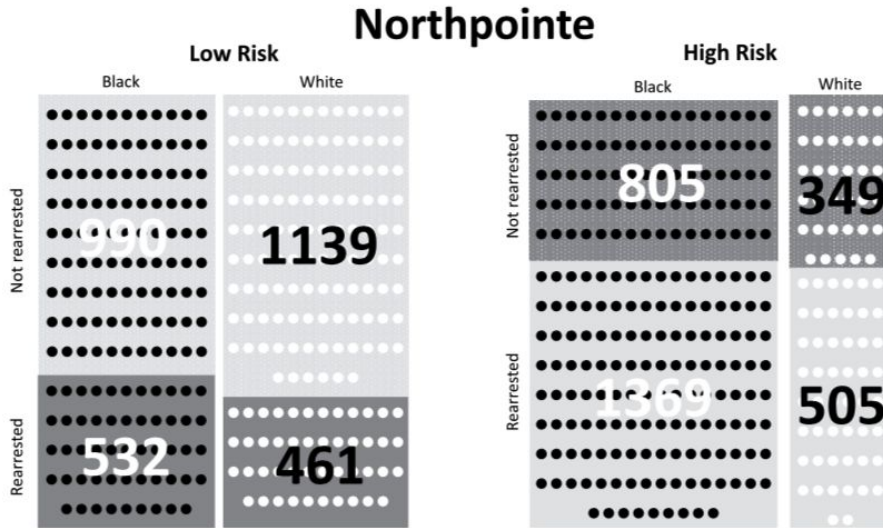 Northpointe
Low Risk
High Risk
Black
White
Black
White
Not rearrested
990
1139
Not rearrested
805
349
Rearrested
532
461
Rearrested
1369
505